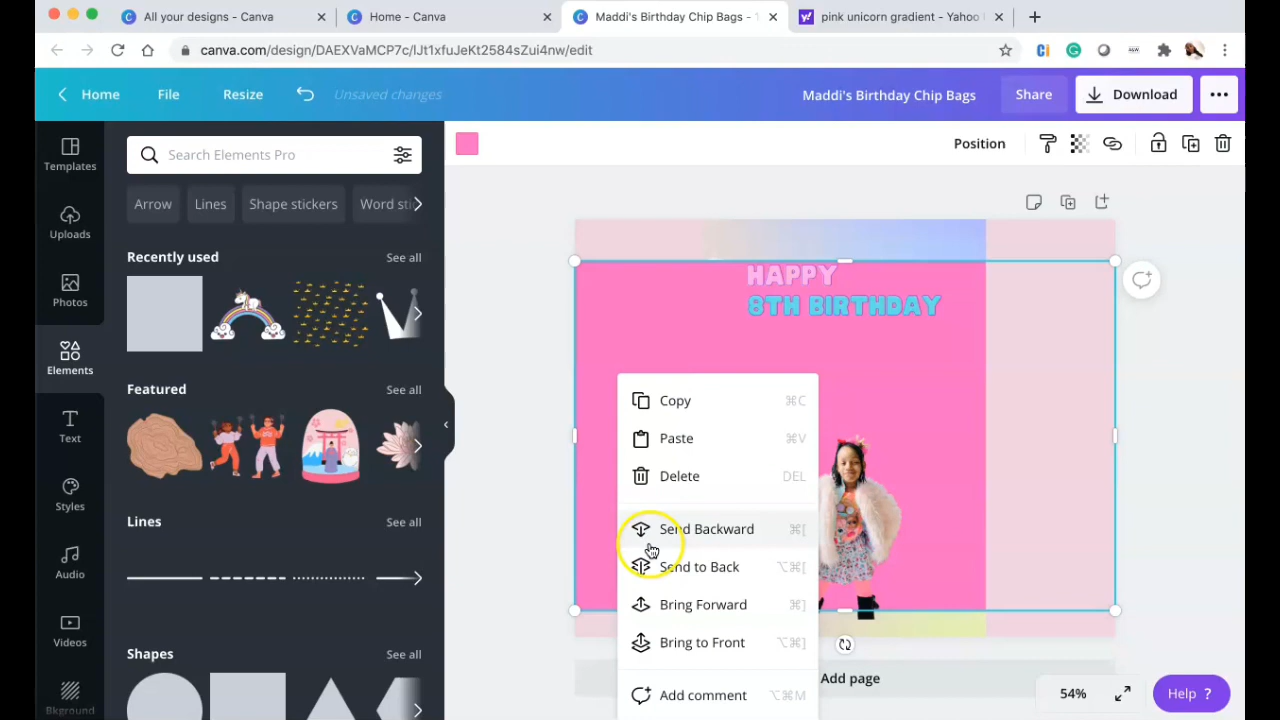 All your designs - Canva
Home - Canva
Maddi's Birthday Chip Bags - 1
pink unicorn gradient - Yahoo
canva.com/design/DAEXVaMCP7c/lJt1xfuJeKt2584sZui4nw/edit
Home
File
Resize
Unsaved changes
Maddi's Birthday Chip Bags
Share
Download
Templates
Uploads
Photos
Elements
Text
Styles
Audio
Videos
Bkground
Search Elements Pro
Arrow
Lines
Shape stickers
Word sti
Recently used
See all
Featured
See all
Lines
See all
Shapes
See all
Position
HAPPY
8TH BIRTHDAY
Copy ⌘C
Paste ⌘V
Delete DEL
Send Backward ⌘[
Send to Back ⌥⌘[
Bring Forward ⌘]
Bring to Front ⌥⌘]
Add comment ⌥⌘M
Add page
54%
Help ?